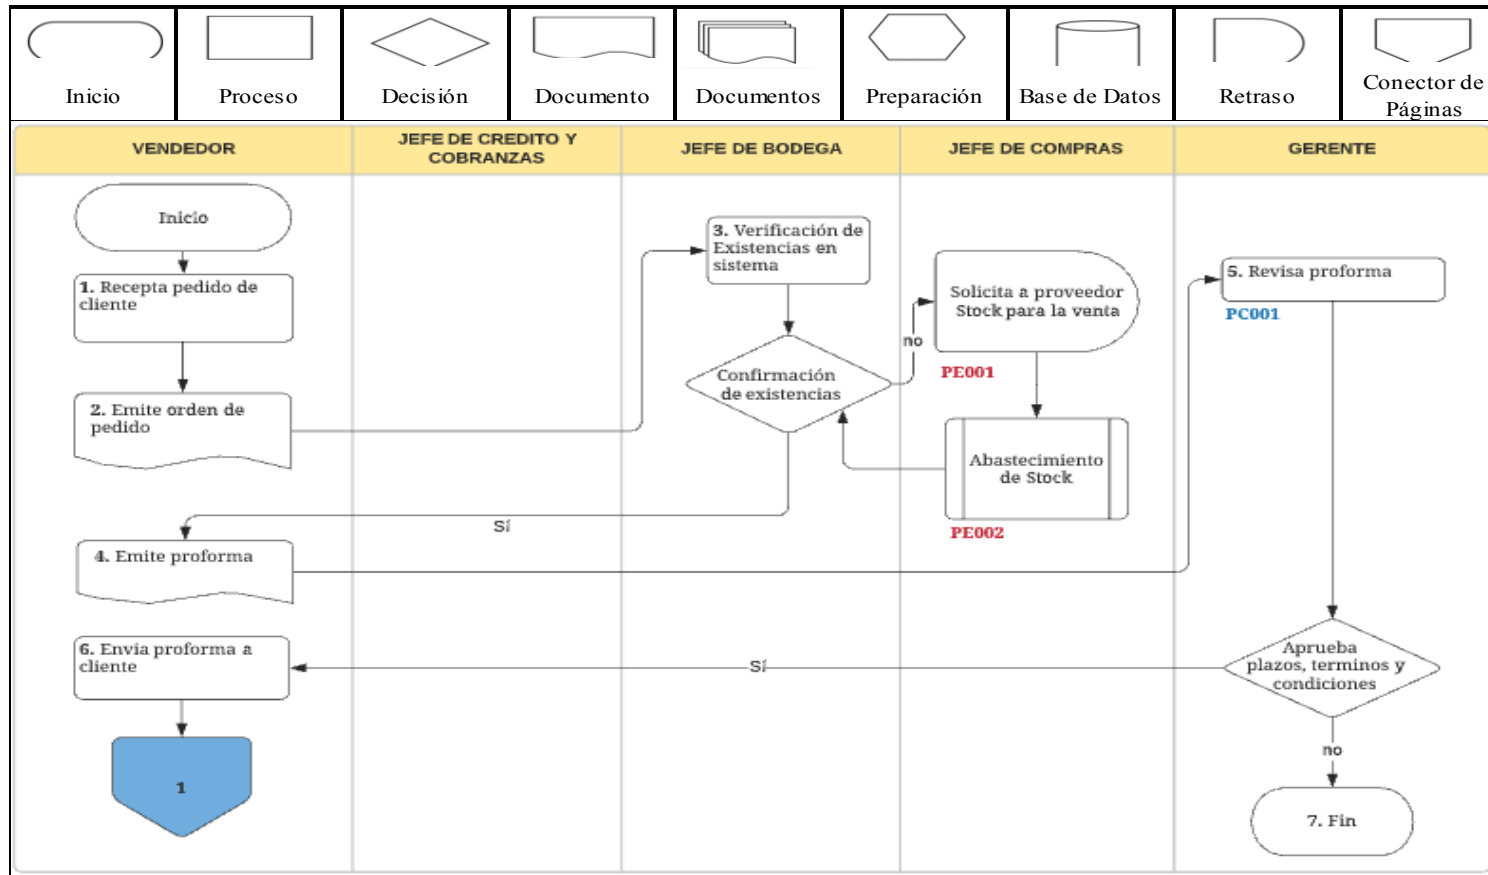 Inicio
Proceso
Decisión
Documento
Documentos
Preparación
Base de Datos
Retraso
Conector de
Páginas
VENDEDOR
JEFE DE CREDITO Y
COBRANZAS
JEFE DE BODEGA
JEFE DE COMPRAS
GERENTE
Inicio
1. Recepta pedido de
cliente
2. Emite orden de
pedido
3. Verificación de
Existencias en
sistema
Confirmación
de existencias
no
Solicita a proveedor
Stock para la venta
PE001
Abastecimiento
de Stock
PE002
Sí
4. Emite proforma
5. Revisa proforma
PC001
Aprueba
plazos, terminos y
condiciones
Sí
6. Envia proforma a
cliente
1
no
7. Fin